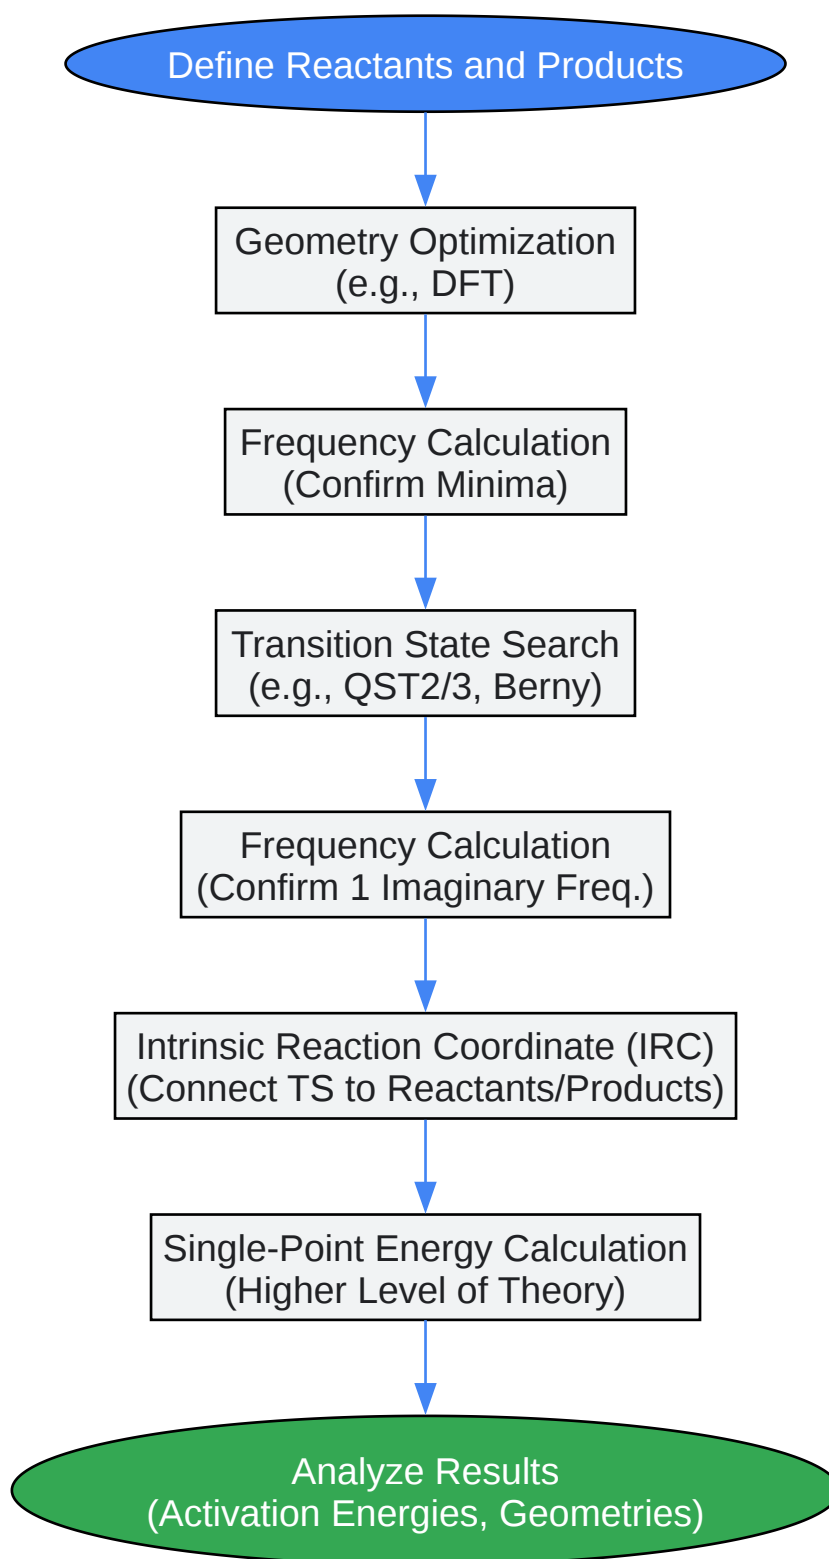 Define Reactants and Products
Geometry Optimization
(e.g., DFT)
Frequency Calculation
(Confirm Minima)
Transition State Search
(e.g., QST2/3, Berny)
Frequency Calculation
(Confirm 1 Imaginary Freq.)
Intrinsic Reaction Coordinate (IRC)
(Connect TS to Reactants/Products)
Single-Point Energy Calculation
(Higher Level of Theory)
Analyze Results
(Activation Energies, Geometries)